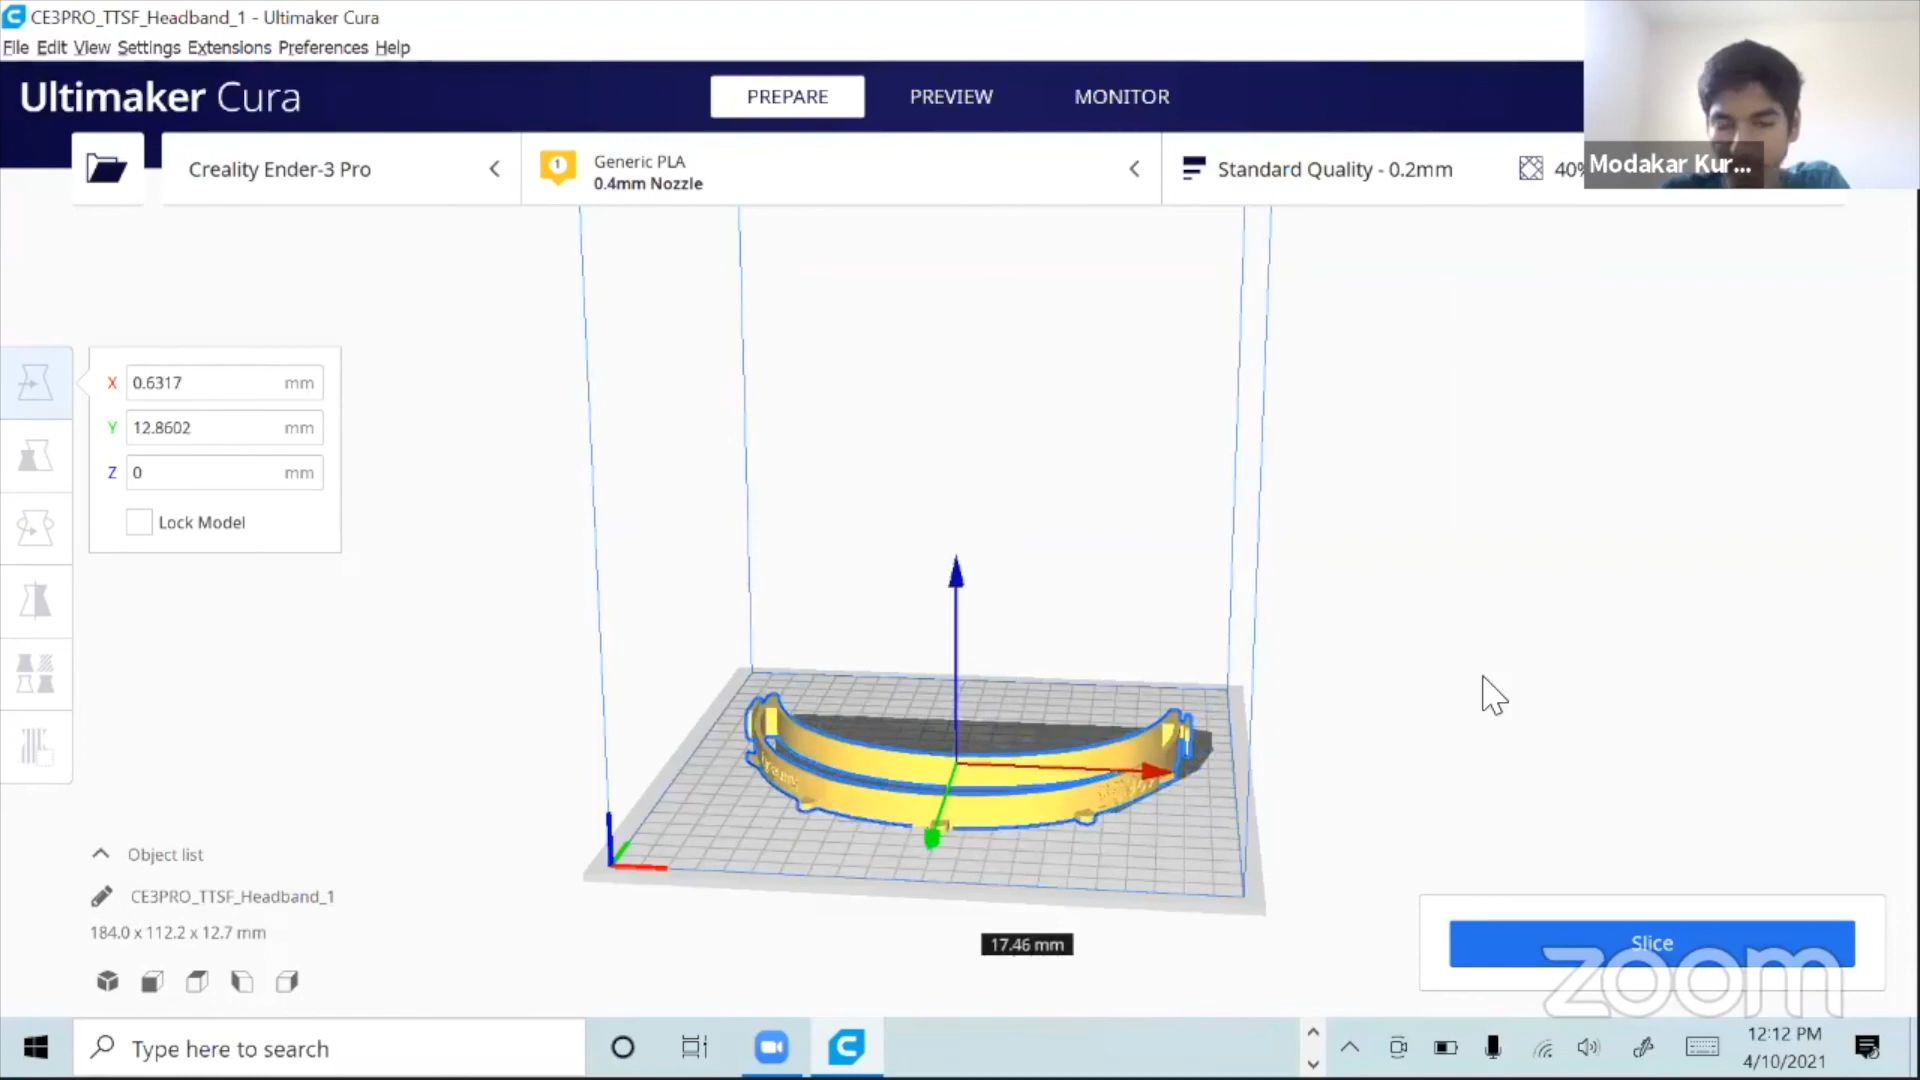 CE3PRO_TTSF_Headband_1 - Ultimaker Cura
File Edit View Settings Extensions Preferences Help
Ultimaker Cura
PREPARE
PREVIEW
MONITOR
Modakar Kur...
Creality Ender-3 Pro
1
Generic PLA
0.4mm Nozzle
Standard Quality - 0.2mm
40%
X 0.6317 mm
Y 12.8602 mm
Z 0 mm
Lock Model
Object list
CE3PRO_TTSF_Headband_1
184.0 x 112.2 x 12.7 mm
17.46 mm
Slice
zoom
Type here to search
12:12 PM
4/10/2021